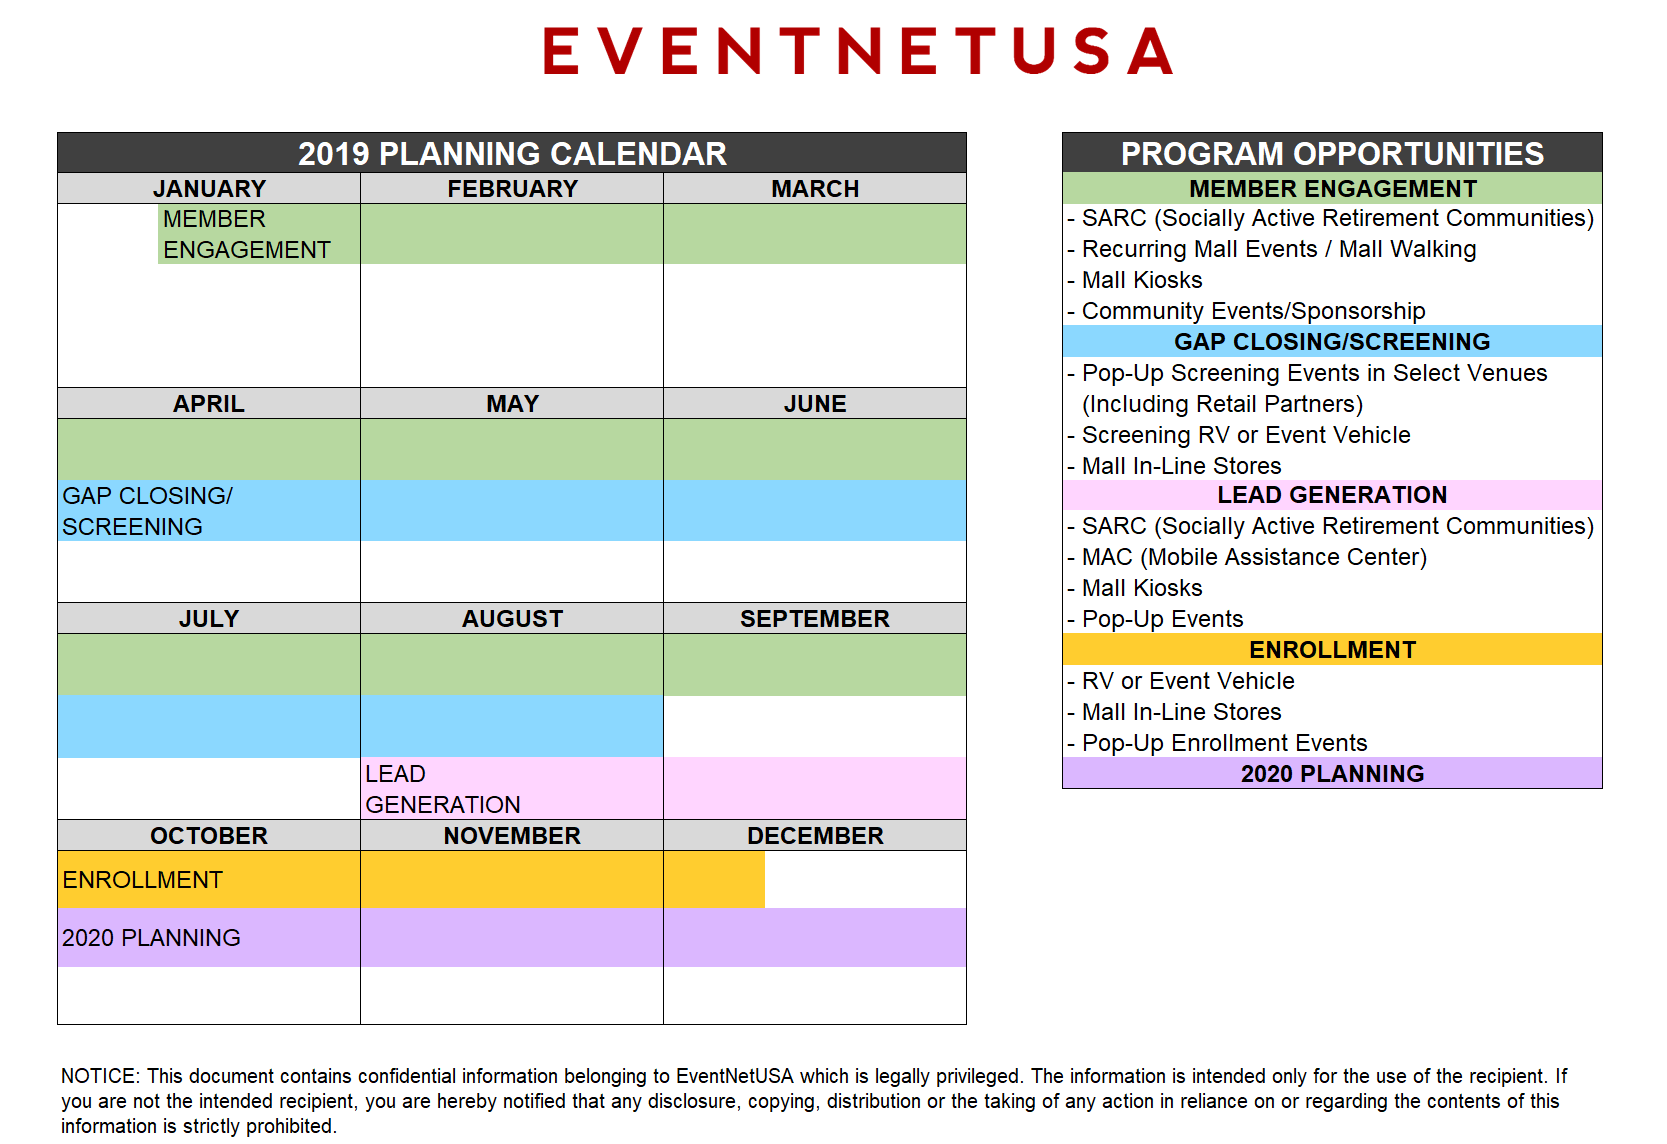 EVENTNETUSA
2019 PLANNING CALENDAR
JANUARY
FEBRUARY
MARCH
MEMBER
ENGAGEMENT
APRIL
MAY
JUNE
GAP CLOSING/
SCREENING
JULY
AUGUST
SEPTEMBER
LEAD
GENERATION
OCTOBER
NOVEMBER
DECEMBER
ENROLLMENT
2020 PLANNING
PROGRAM OPPORTUNITIES
MEMBER ENGAGEMENT
- SARC (Socially Active Retirement Communities)
- Recurring Mall Events / Mall Walking
- Mall Kiosks
- Community Events/Sponsorship
GAP CLOSING/SCREENING
- Pop-Up Screening Events in Select Venues
(Including Retail Partners)
- Screening RV or Event Vehicle
- Mall In-Line Stores
LEAD GENERATION
- SARC (Socially Active Retirement Communities)
- MAC (Mobile Assistance Center)
- Mall Kiosks
- Pop-Up Events
ENROLLMENT
- RV or Event Vehicle
- Mall In-Line Stores
- Pop-Up Enrollment Events
2020 PLANNING
NOTICE: This document contains confidential information belonging to EventNetUSA which is legally privileged. The information is intended only for the use of the recipient. If
you are not the intended recipient, you are hereby notified that any disclosure, copying, distribution or the taking of any action in reliance on or regarding the contents of this
information is strictly prohibited.